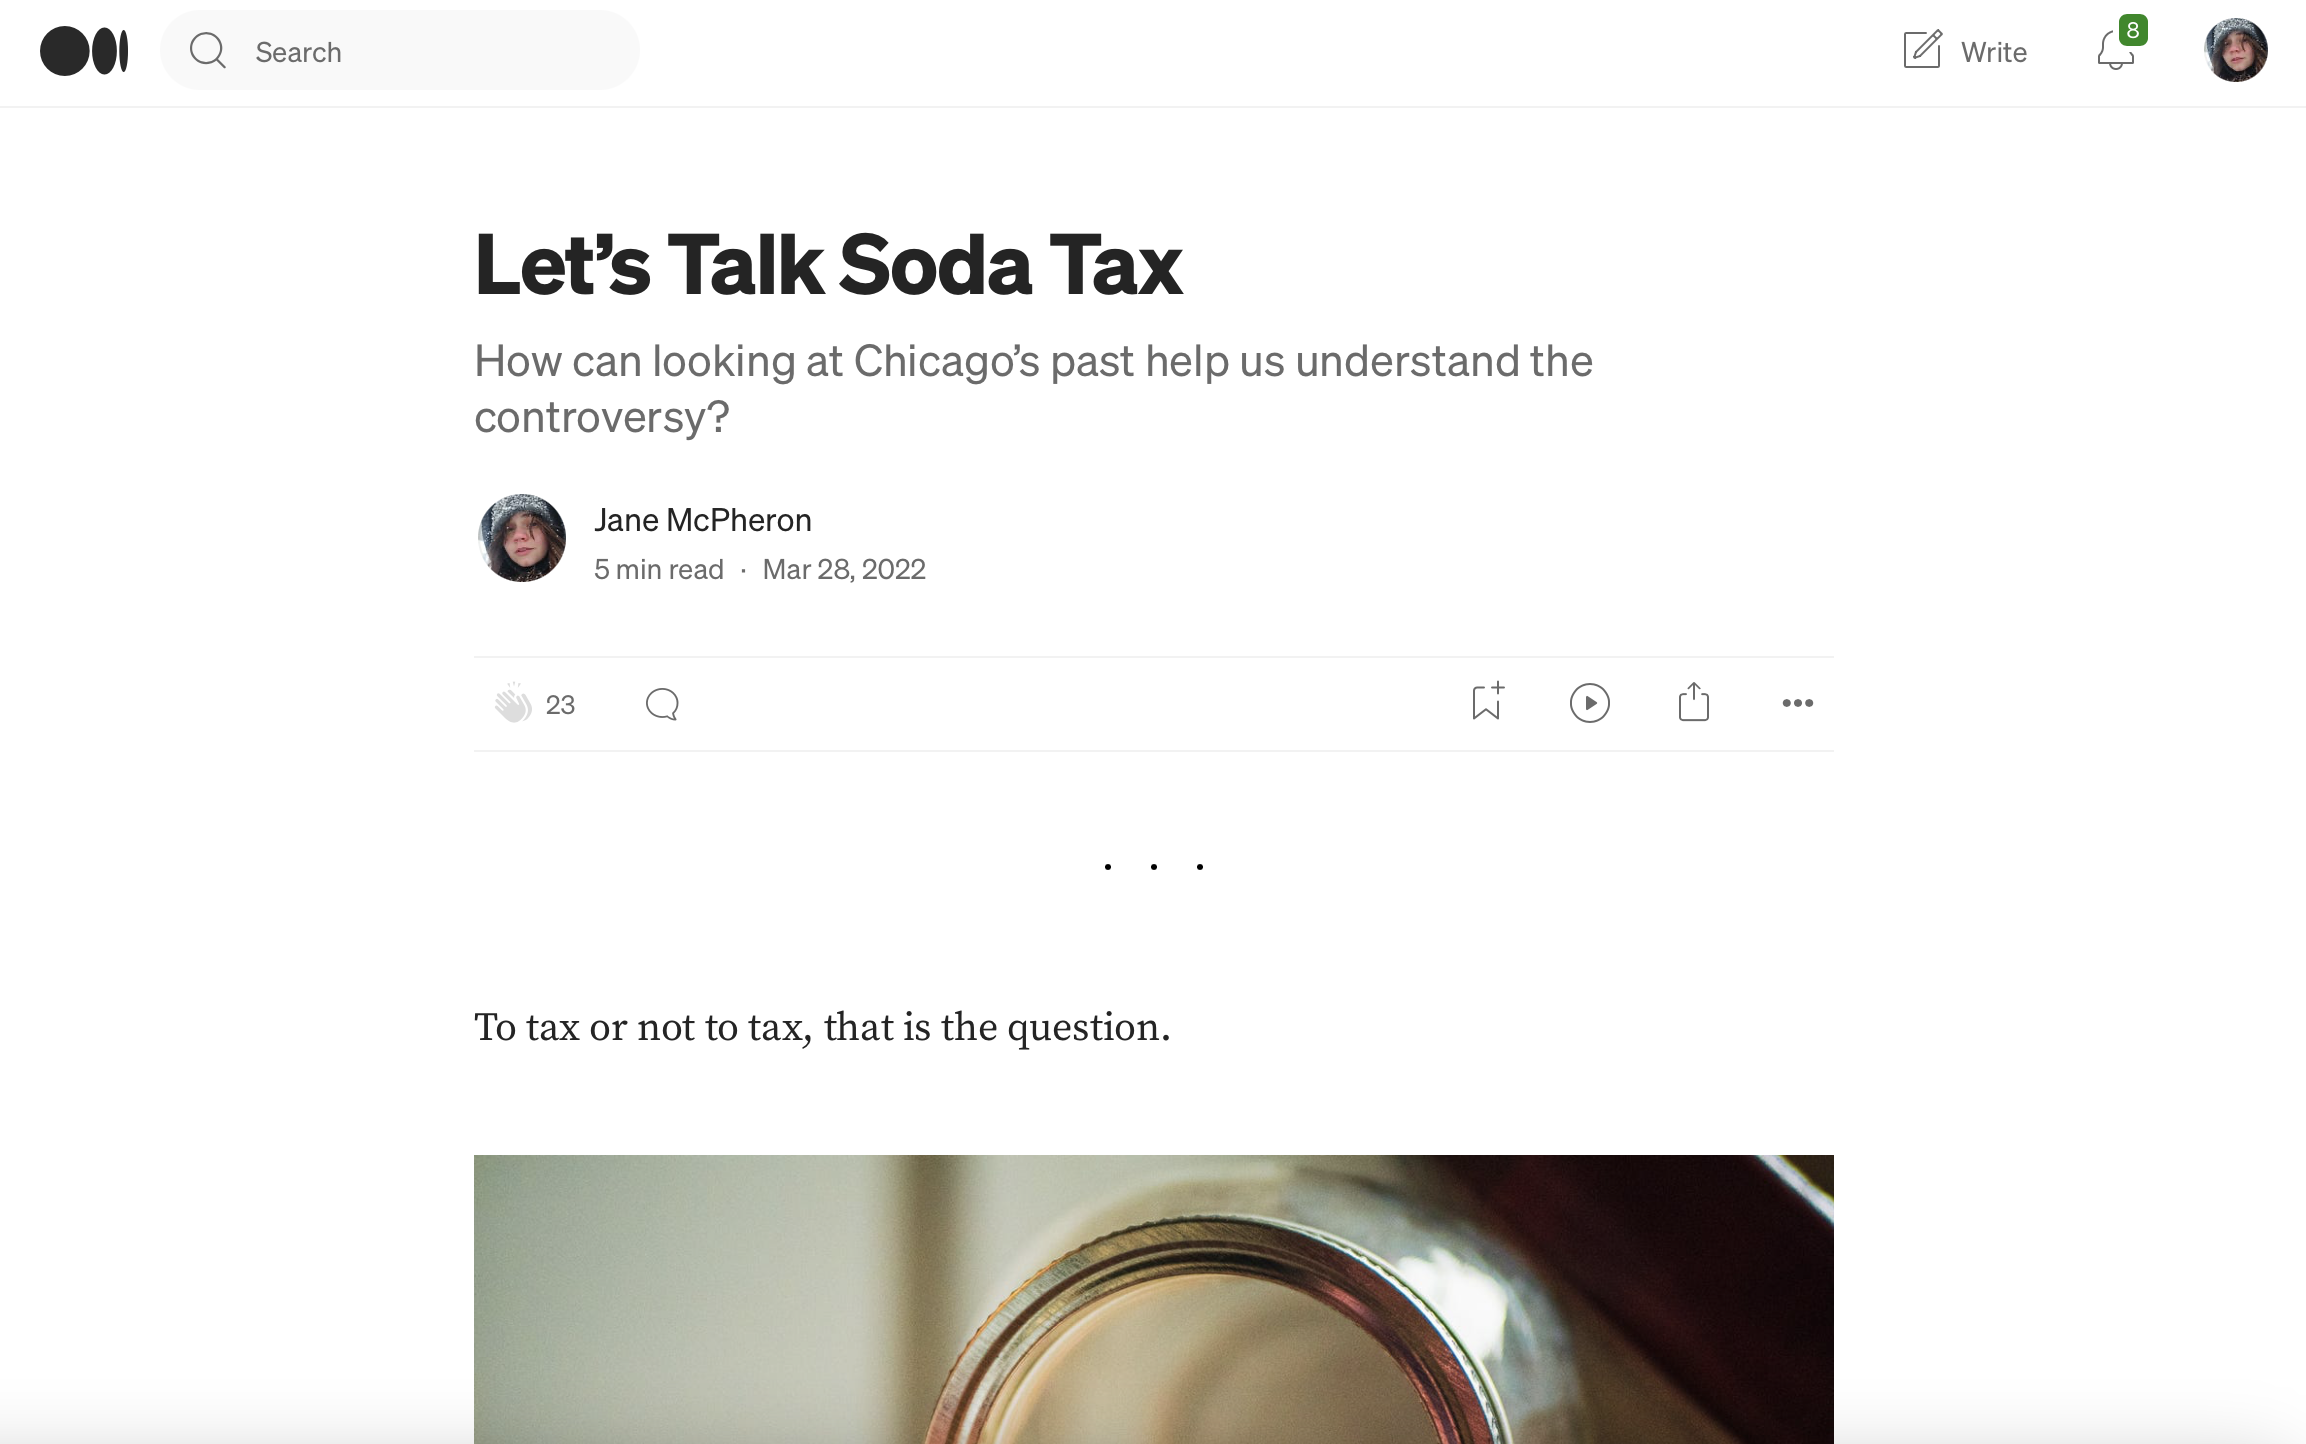 Search
Write
8
Let’s Talk Soda Tax
How can looking at Chicago’s past help us understand the
controversy?
Jane McPheron
5 min read · Mar 28, 2022
23
To tax or not to tax, that is the question.